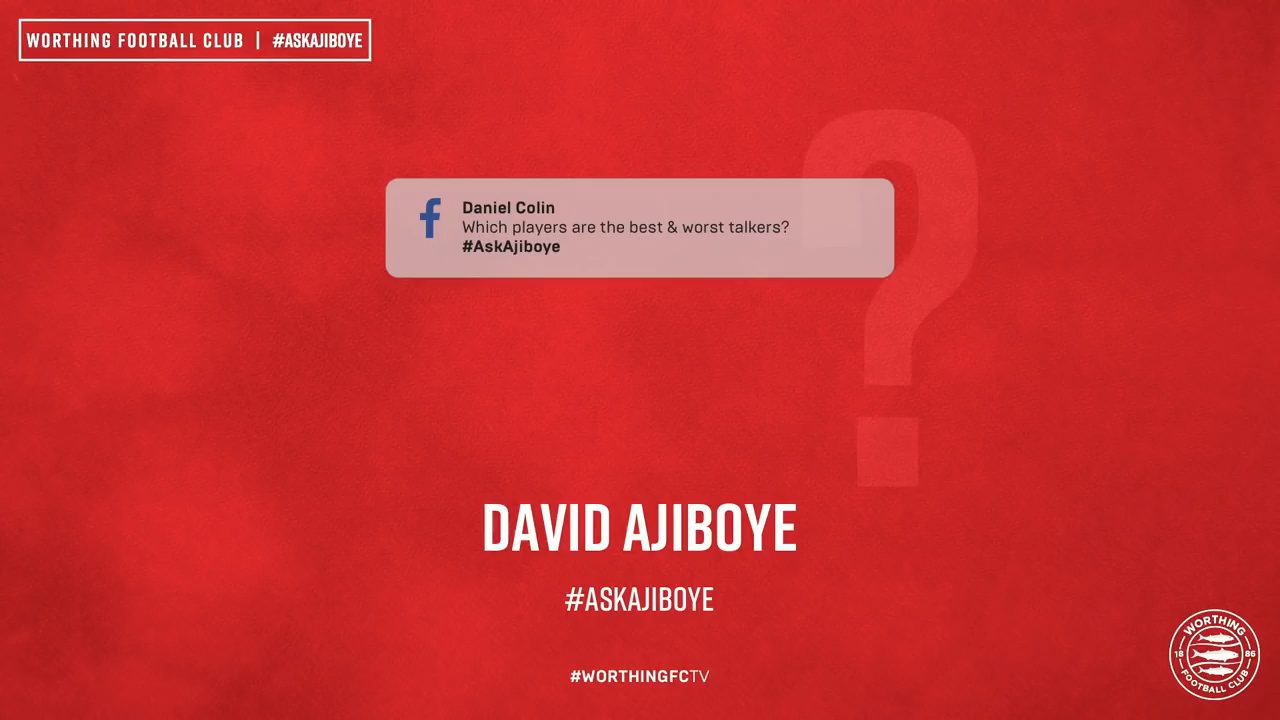 WORTHING FOOTBALL CLUB | #ASKAJIBOYE
Daniel Colin
Which players are the best & worst talkers?
#AskAjiboye
DAVID AJIBOYE
#ASKAJIBOYE
#WORTHINGFCTV
WORTHING
18 86
FOOTBALL CLUB